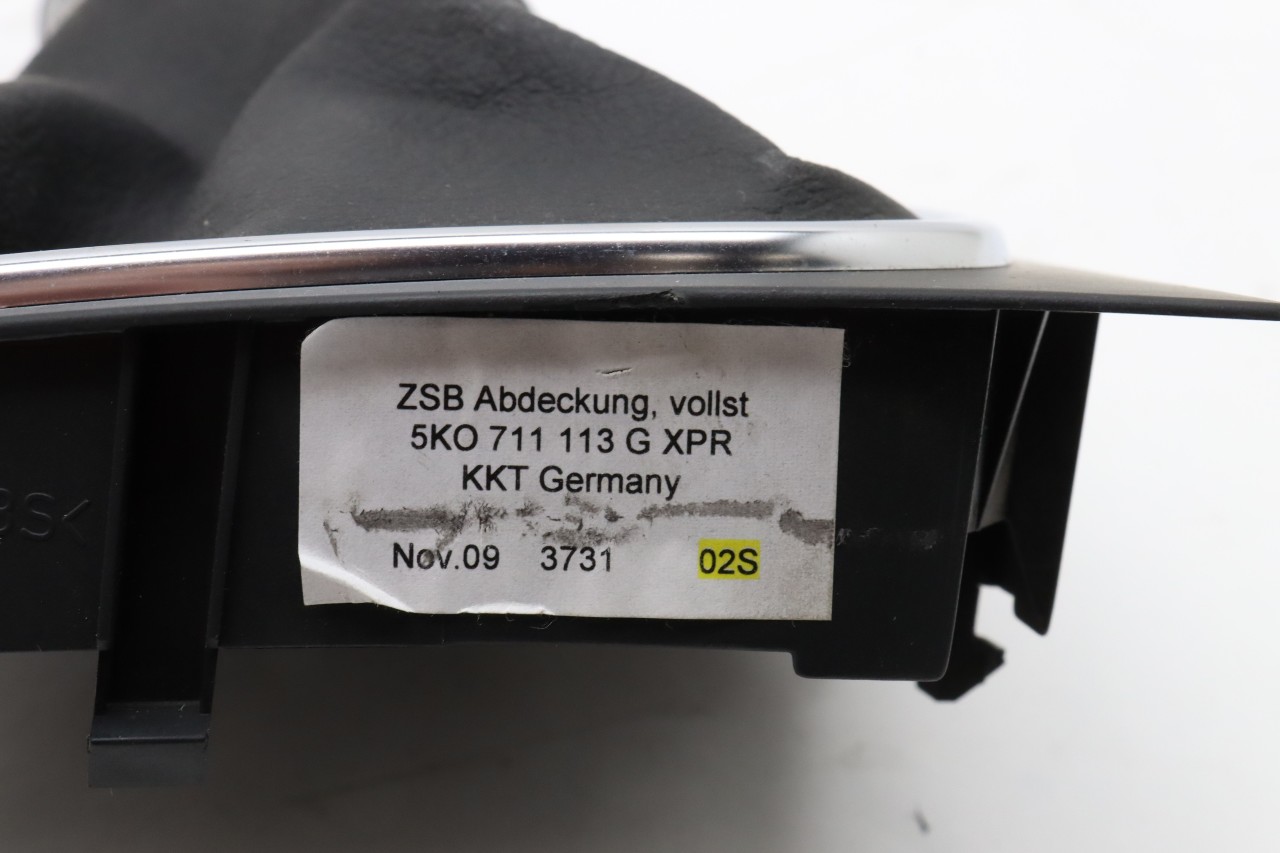 ZSB Abdeckung, vollst
5KO 711 113 G XPR
KKT Germany
Nov.09 3731 02S